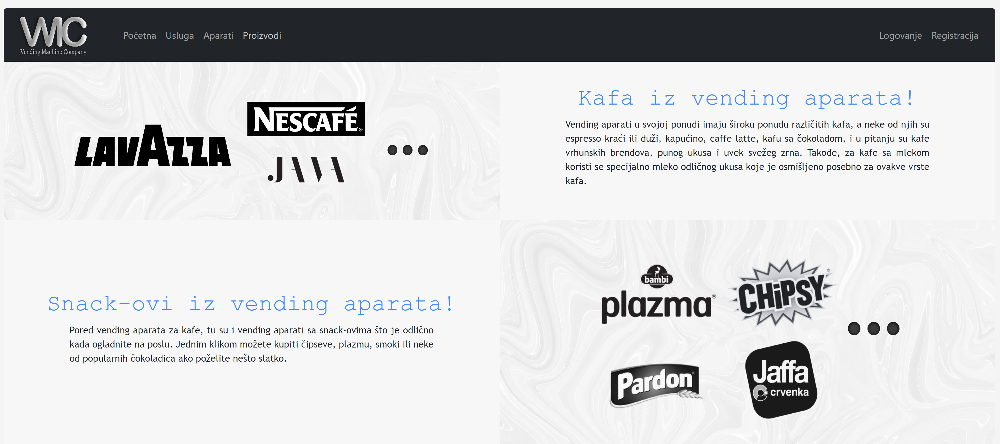 WIC
Vending Machine Company
Početna Usluga Aparati Proizvodi
Logovanje Registracija
LAVAZZA
NESCAFÉ®
JAVA
Kafa iz vending aparata!
Vending aparati u svojoj ponudi imaju široku ponudu različitih kafa, a neke od njih su
espresso kraći ili duži, kapućino, caffe latte, kafu sa čokoladom, i u pitanju su kafe
vrhunskih brendova, punog ukusa i uvek svežeg zrna. Takođe, za kafe sa mlekom
koristi se specijalno mleko odličnog ukusa koje je osmišljeno posebno za ovakve vrste
kafa.
Snack-ovi iz vending aparata!
Pored vending aparata za kafe, tu su i vending aparati sa snack-ovima što je odlično
kada ogladnite na poslu. Jednim klikom možete kupiti čipseve, plazmu, smoki ili neke
od popularnih čokoladica ako poželite nešto slatko.
bambi
plazma®
CHiPSY®
Pardon
Jaffa
crvenka